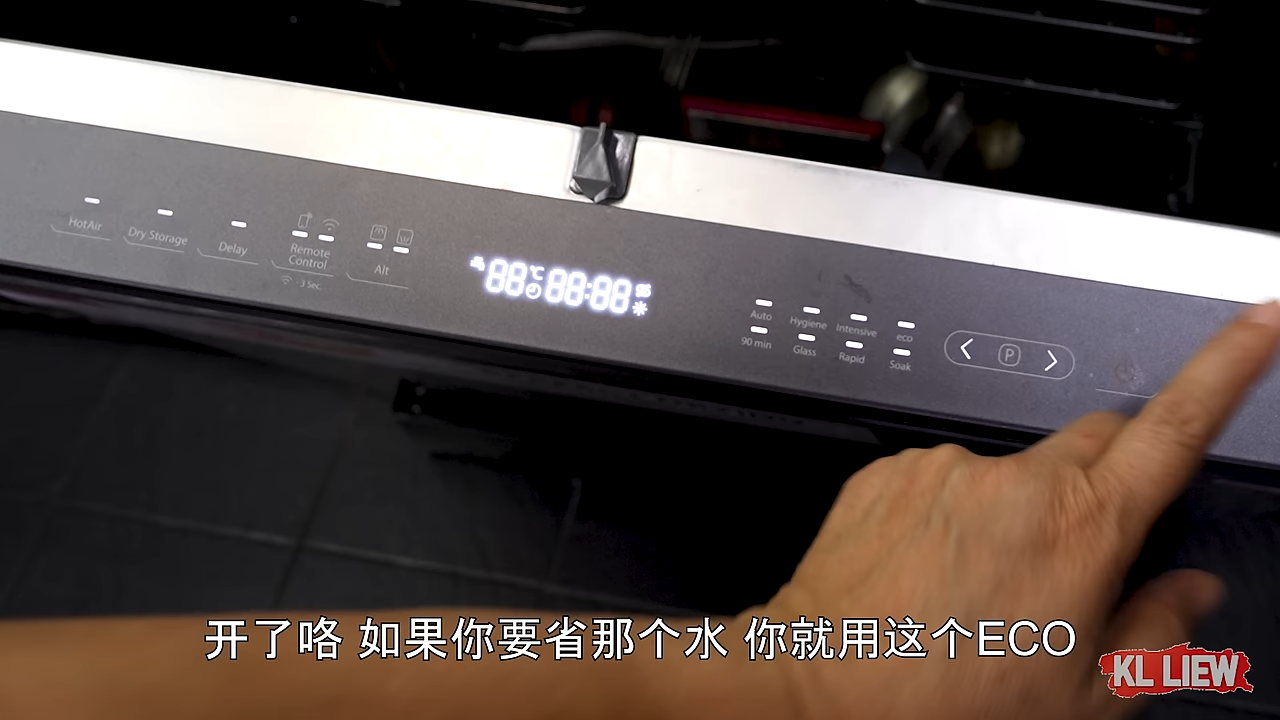 HotAir
Dry Storage
Delay
Remote
Control
3 Sec.
Alt
88 °C 88:88
Auto
Hygiene
Intensive
eco
90 min
Glass
Rapid
Soak
P
开了咯 如果你要省那个水 你就用这个ECO
KL LIEW